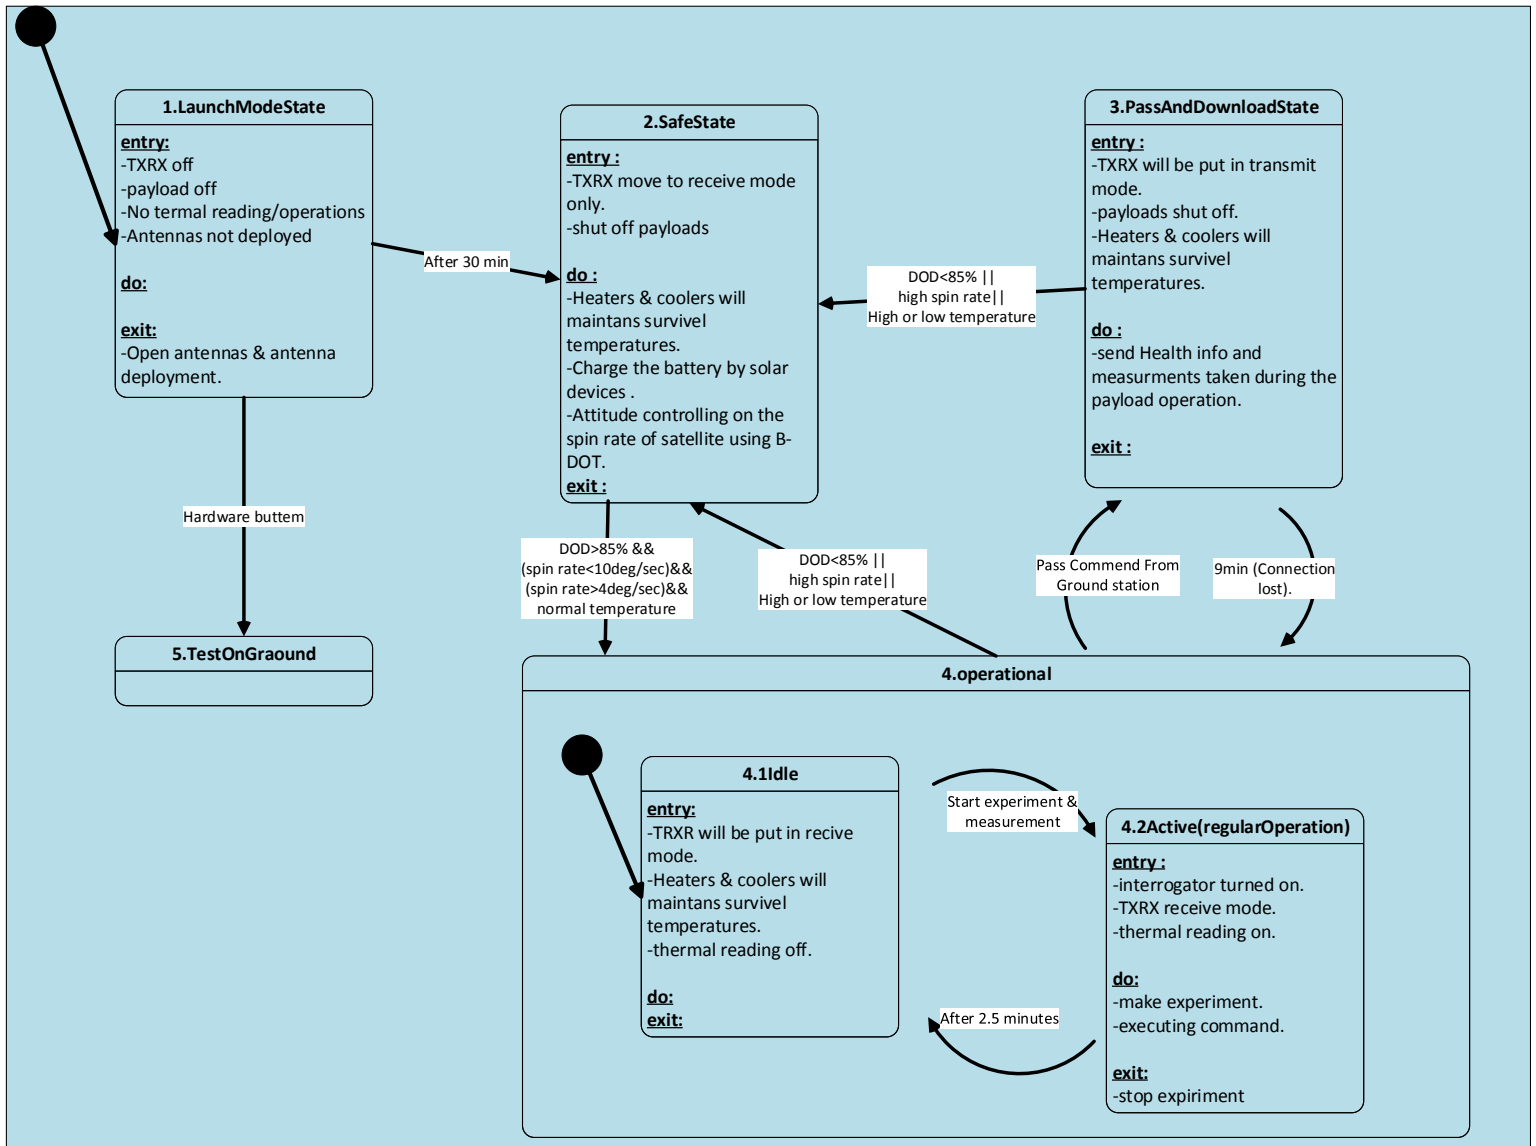 1.LaunchModeState
entry:
-TXRX off
-payload off
-No termal reading/operations
-Antennas not deployed
do:
exit:
-Open antennas & antenna
deployment.
After 30 min
Hardware buttem
5.TestOnGraound
2.SafeState
entry :
-TXRX move to receive mode
only.
-shut off payloads
do :
-Heaters & coolers will
maintans survivel
temperatures.
-Charge the battery by solar
devices .
-Attitude controlling on the
spin rate of satellite using B-
DOT.
exit :
DOD<85% ||
high spin rate||
High or low temperature
3.PassAndDownloadState
entry :
-TXRX will be put in transmit
mode.
-payloads shut off.
-Heaters & coolers will
maintans survivel
temperatures.
do :
-send Health info and
measurments taken during the
payload operation.
exit :
DOD>85% &&
(spin rate<10deg/sec)&&
(spin rate>4deg/sec)&&
normal temperature
DOD<85% ||
high spin rate||
High or low temperature
Pass Commend From
Ground station
9min (Connection
lost).
4.operational
4.1Idle
entry:
-TRXR will be put in recive
mode.
-Heaters & coolers will
maintans survivel
temperatures.
-thermal reading off.
do:
exit:
Start experiment &
measurement
After 2.5 minutes
4.2Active(regularOperation)
entry :
-interrogator turned on.
-TXRX receive mode.
-thermal reading on.
do:
-make experiment.
-executing command.
exit:
-stop expiriment